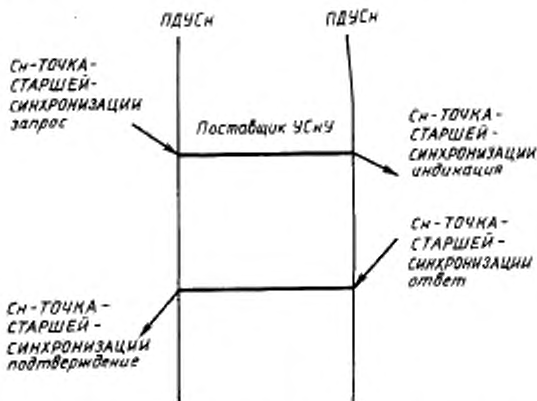 ПДУСн ПДУСн
Сн-ТОЧКА-
СТАРШЕЙ-
СИНХРОНИЗАЦИИ
запрос
Поставщик УСнУ
Сн-ТОЧКА-
СТАРШЕЙ-
СИНХРОНИЗАЦИИ
индикация
Сн-ТОЧКА-
СТАРШЕЙ-
СИНХРОНИЗАЦИИ
ответ
Сн-ТОЧКА-
СТАРШЕЙ-
СИНХРОНИЗАЦИИ
подтверждение